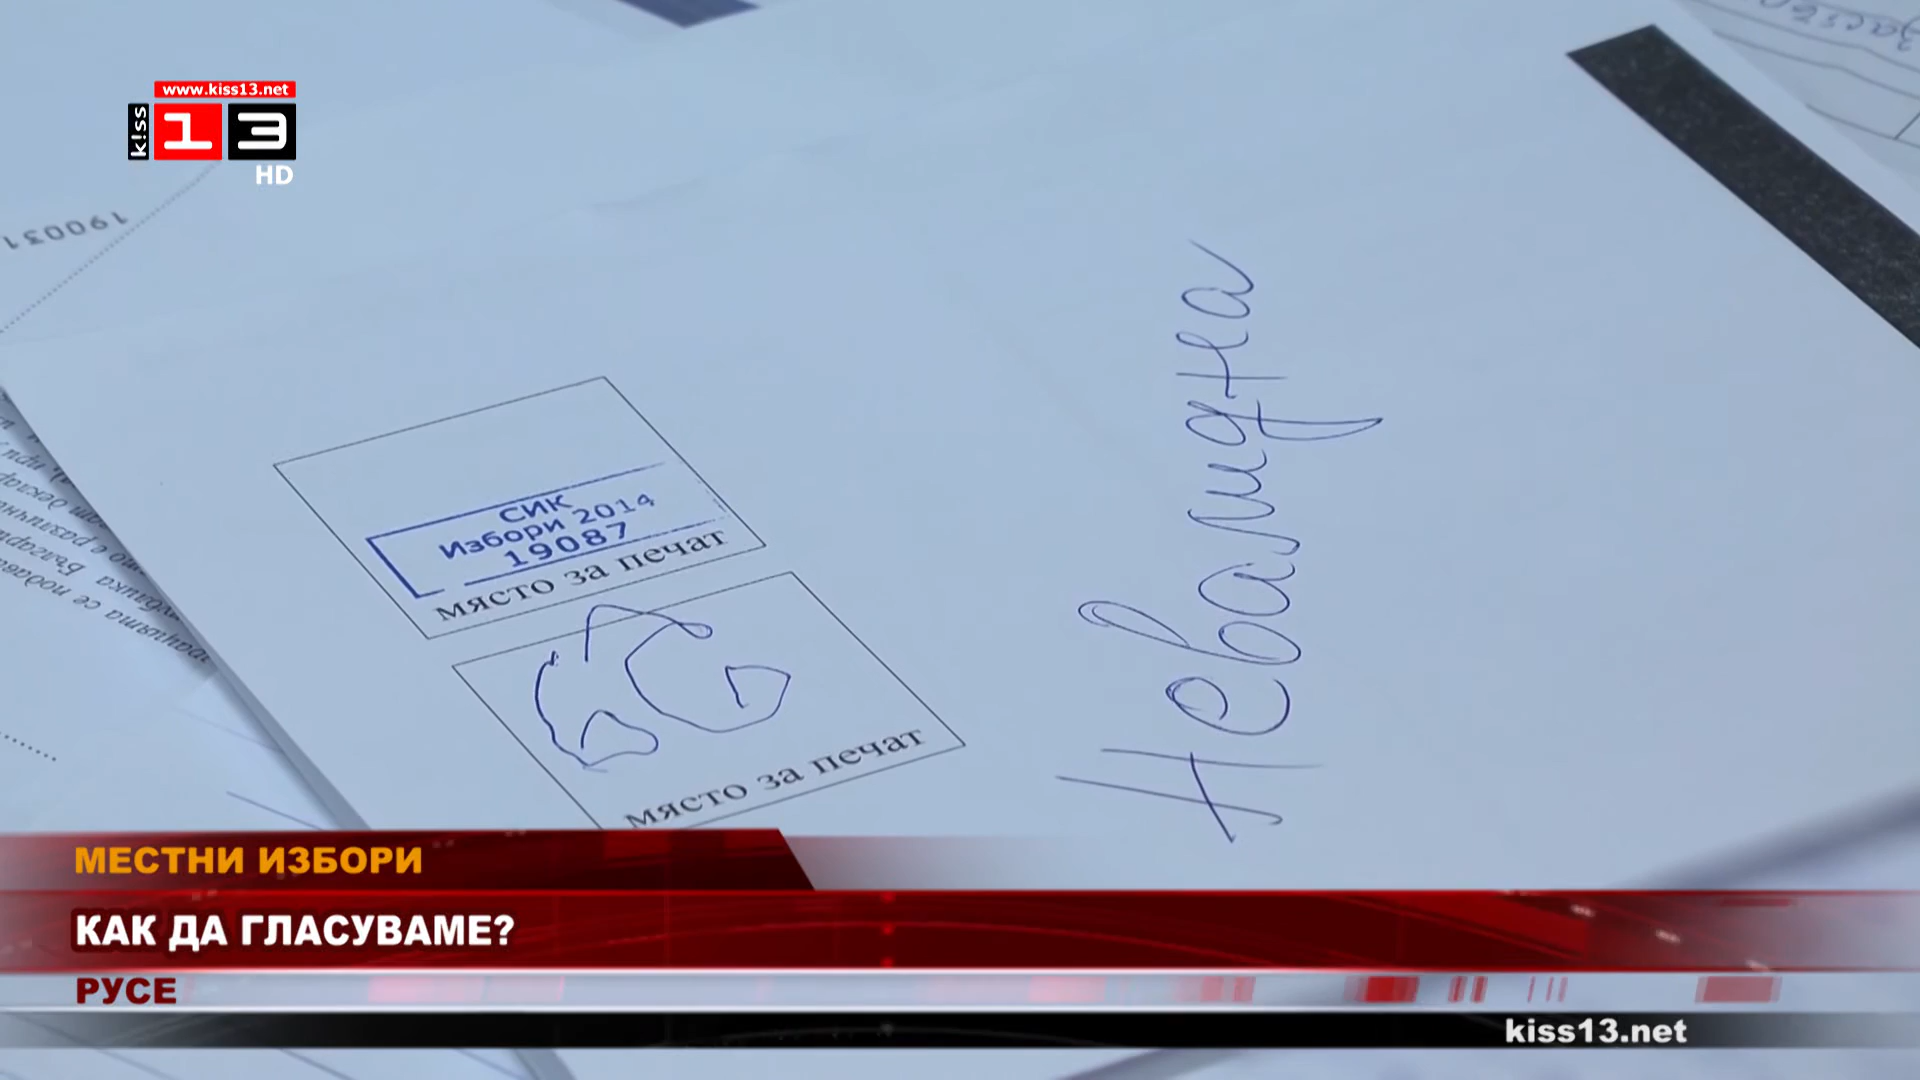 www.kiss13.net
kiss 13
HD
190031
СИК
Избори 2014
19087
място за печат
място за печат
Невалидна
МЕСТНИ ИЗБОРИ
КАК ДА ГЛАСУВАМЕ?
РУСЕ
kiss13.net